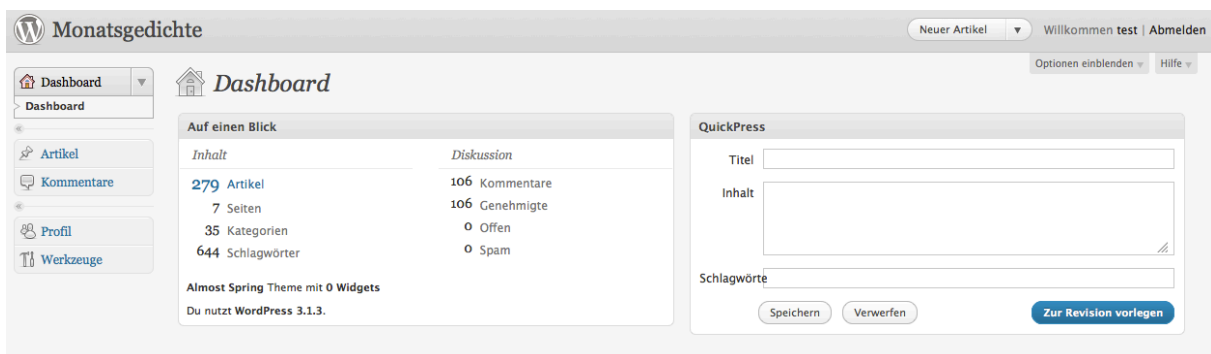 Monatsgedichte
Neuer Artikel
Willkommen test | Abmelden
Optionen einblenden
Hilfe
Dashboard
Dashboard
Artikel
Kommentare
Profil
Werkzeuge
Dashboard
Auf einen Blick
Inhalt
279 Artikel
7 Seiten
35 Kategorien
644 Schlagwörter
Diskussion
106 Kommentare
106 Genehmigte
0 Offen
0 Spam
Almost Spring Theme mit 0 Widgets
Du nutzt WordPress 3.1.3.
QuickPress
Titel
Inhalt
Schlagwörte
Speichern
Verwerfen
Zur Revision vorlegen